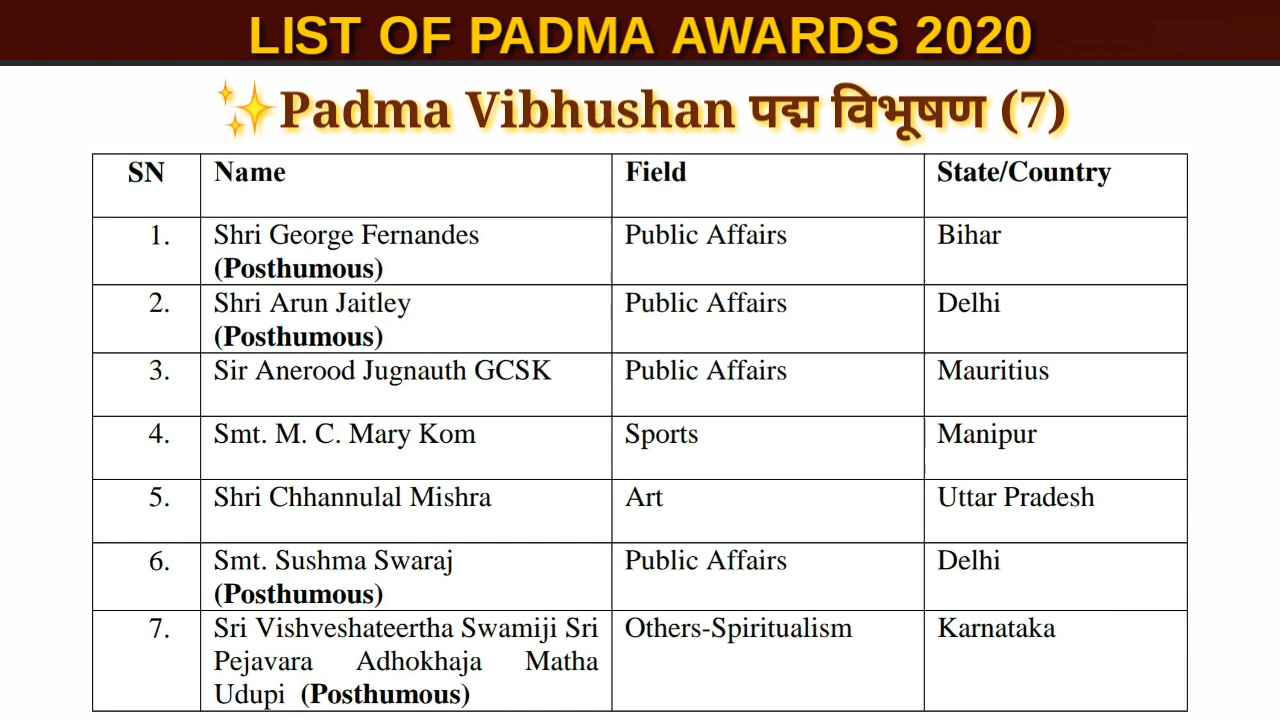 LIST OF PADMA AWARDS 2020
✨Padma Vibhushan पद्म विभूषण (7)
SN Name Field State/Country
1. Shri George Fernandes Public Affairs Bihar
(Posthumous)
2. Shri Arun Jaitley Public Affairs Delhi
(Posthumous)
3. Sir Anerood Jugnauth GCSK Public Affairs Mauritius
4. Smt. M. C. Mary Kom Sports Manipur
5. Shri Chhannulal Mishra Art Uttar Pradesh
6. Smt. Sushma Swaraj Public Affairs Delhi
(Posthumous)
7. Sri Vishveshateertha Swamiji Sri Others-Spiritualism Karnataka
Pejavara Adhokhaja Matha
Udupi (Posthumous)